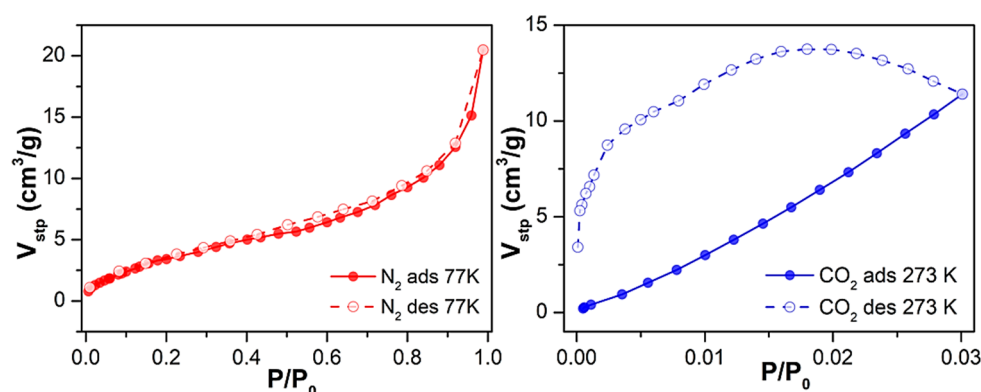 20
15
10
5
0
V_stp (cm³/g)
N₂ ads 77K
N₂ des 77K
0.0 0.2 0.4 0.6 0.8 1.0
P/P₀
15
10
5
0
V_stp (cm³/g)
CO₂ ads 273 K
CO₂ des 273 K
0.00 0.01 0.02 0.03
P/P₀